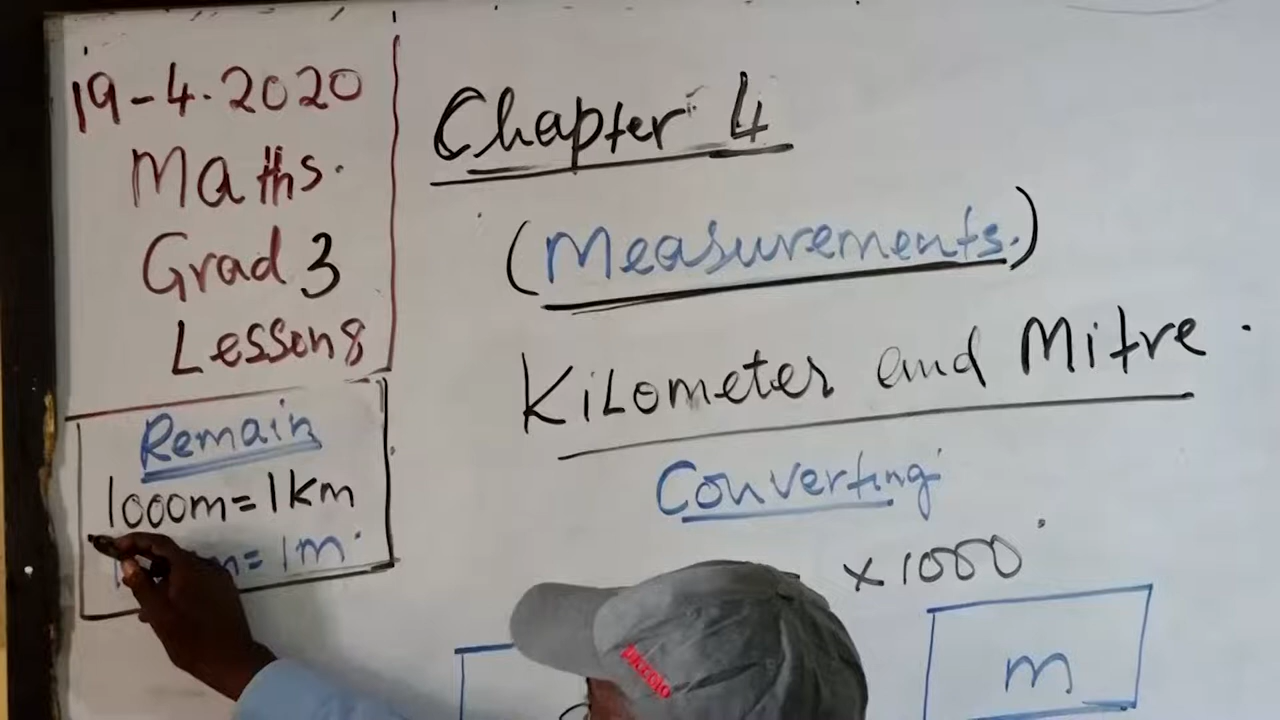 19-4.2020
Maths.
Grad 3
Lesson 8
Remain
1000m = 1km
m = 1m
Chapter 4
(Measurements.)
Kilometer and Mitre.
Converting
x 1000
m
piccolo